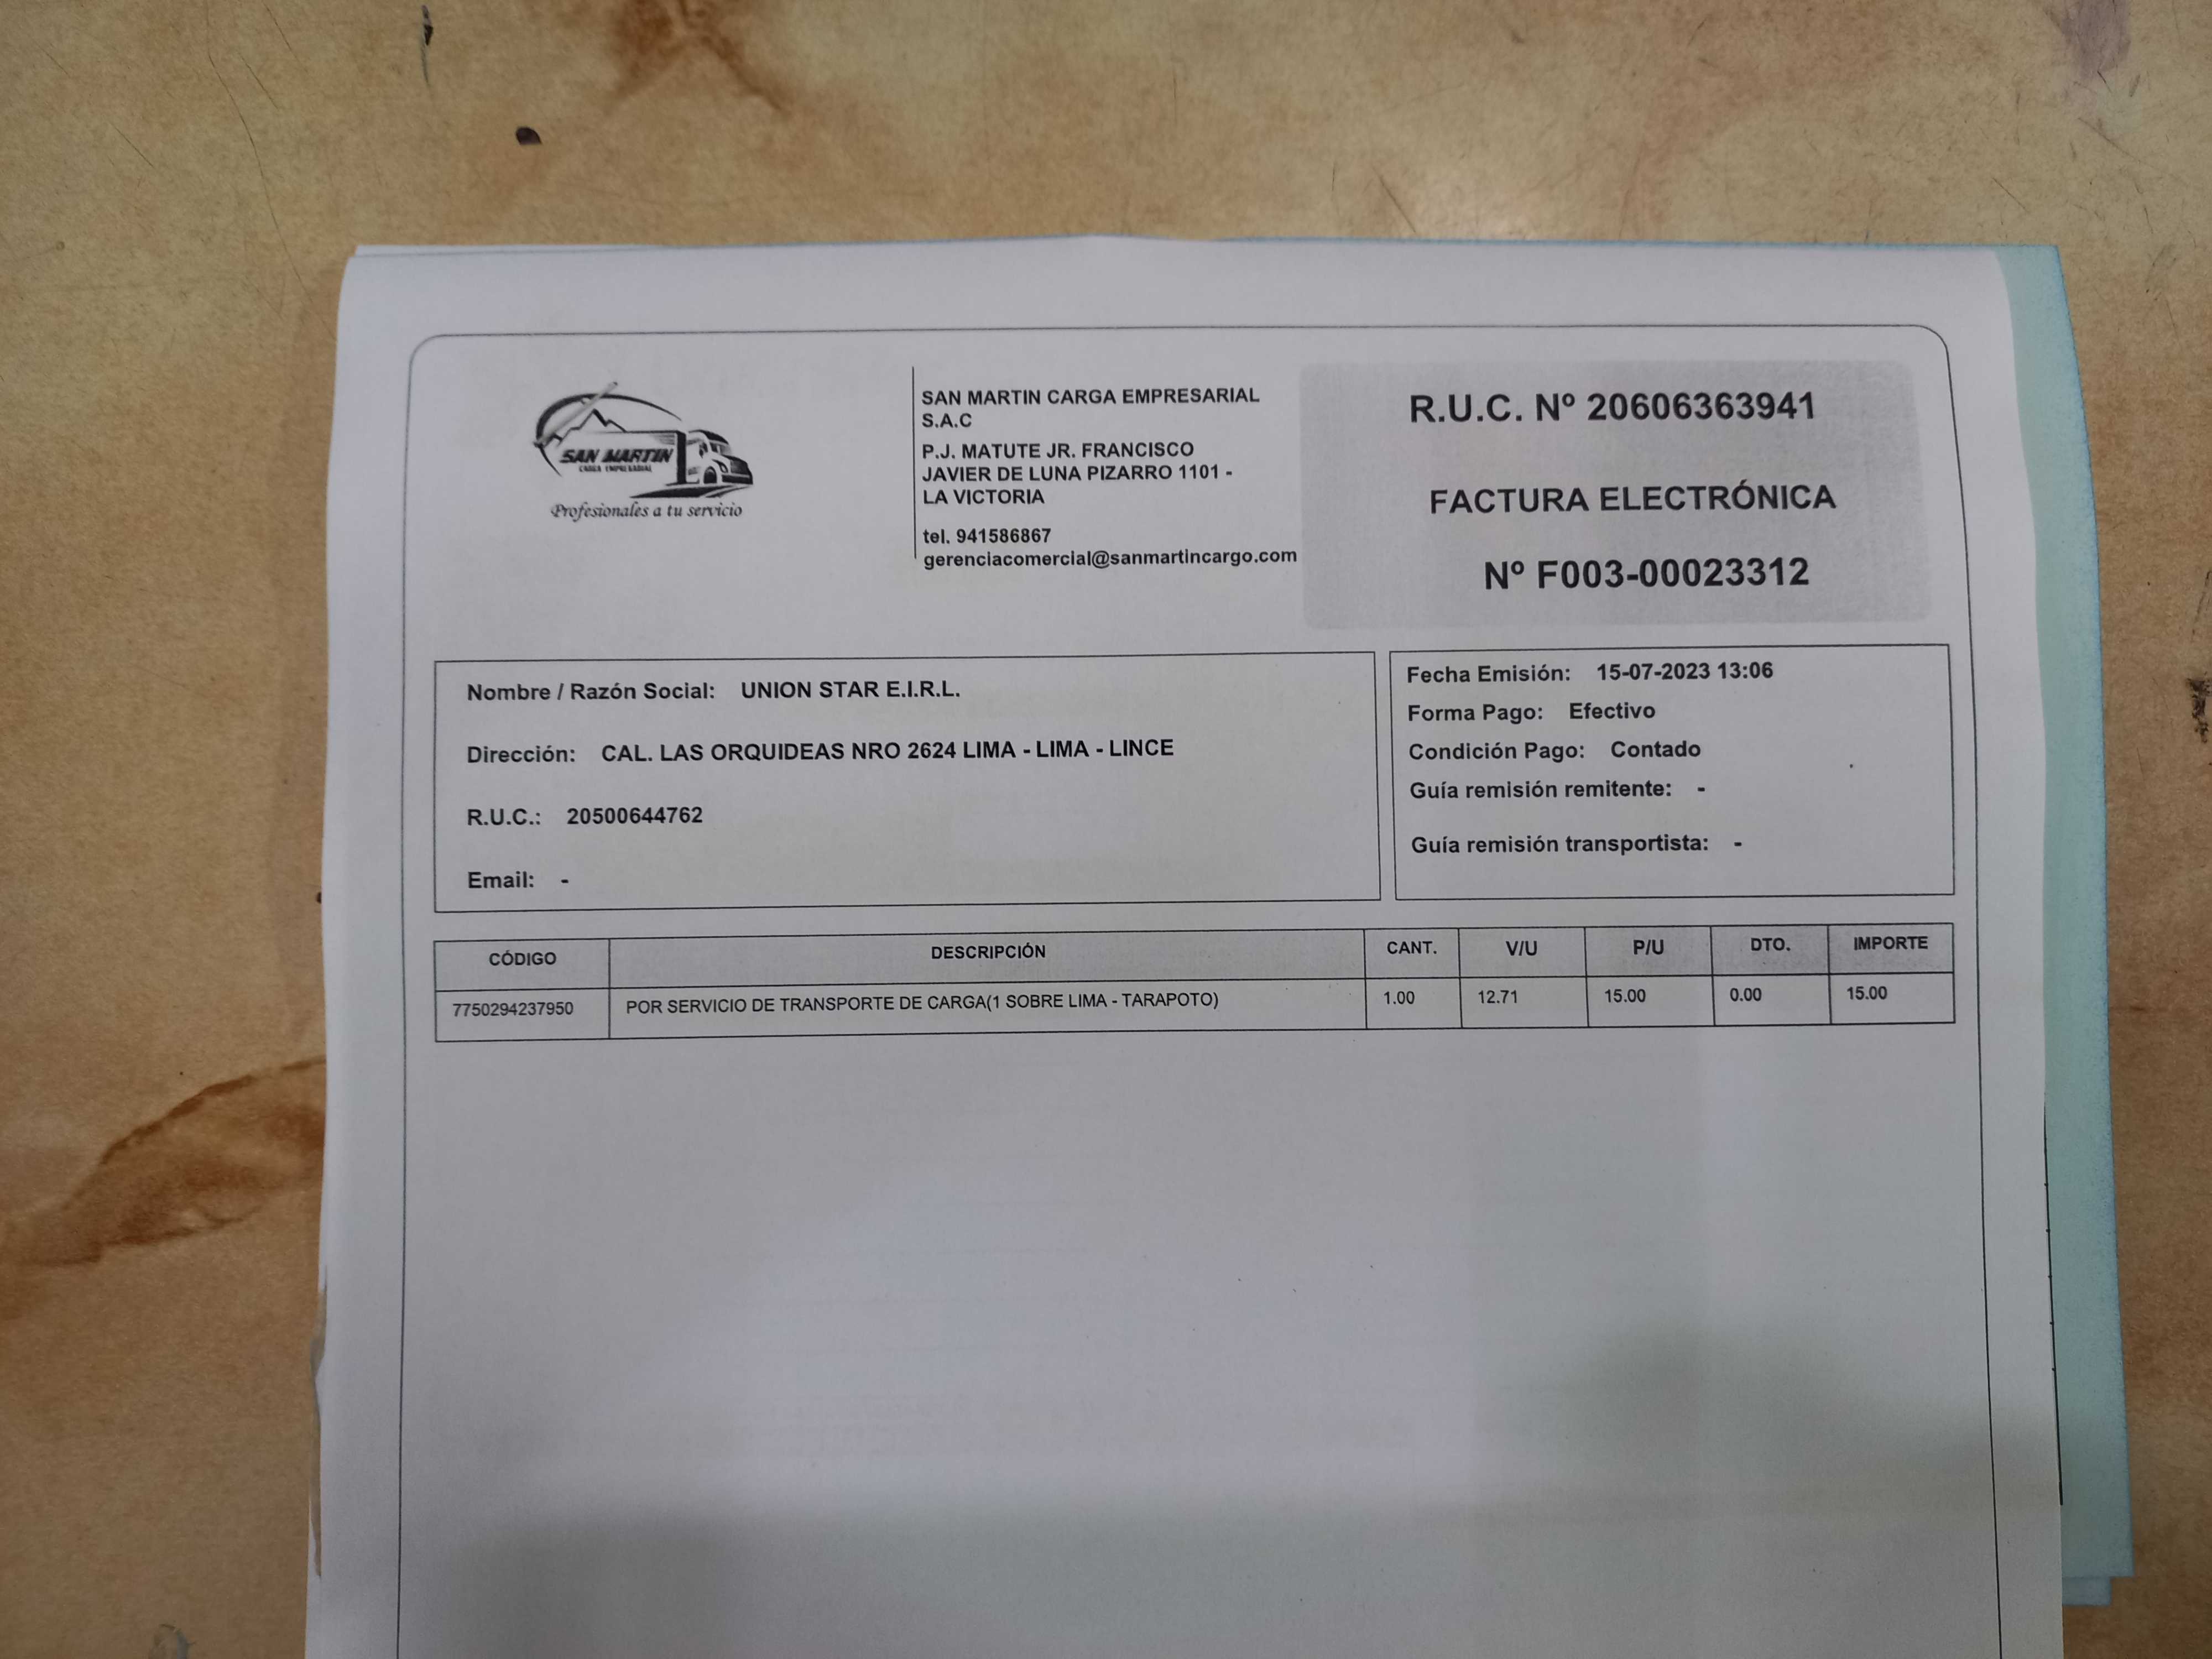 SAN MARTIN
CARGA EMPRESARIAL
Profesionales a tu servicio
SAN MARTIN CARGA EMPRESARIAL
S.A.C
P.J. MATUTE JR. FRANCISCO
JAVIER DE LUNA PIZARRO 1101 -
LA VICTORIA
tel. 941586867
gerenciacomercial@sanmartincargo.com
R.U.C. Nº 20606363941
FACTURA ELECTRÓNICA
Nº F003-00023312
Nombre / Razón Social: UNION STAR E.I.R.L.
Dirección: CAL. LAS ORQUIDEAS NRO 2624 LIMA - LIMA - LINCE
R.U.C.: 20500644762
Email: -
Fecha Emisión: 15-07-2023 13:06
Forma Pago: Efectivo
Condición Pago: Contado
Guía remisión remitente: -
Guía remisión transportista: -
CÓDIGO DESCRIPCIÓN CANT. V/U P/U DTO. IMPORTE
7750294237950 POR SERVICIO DE TRANSPORTE DE CARGA(1 SOBRE LIMA - TARAPOTO) 1.00 12.71 15.00 0.00 15.00